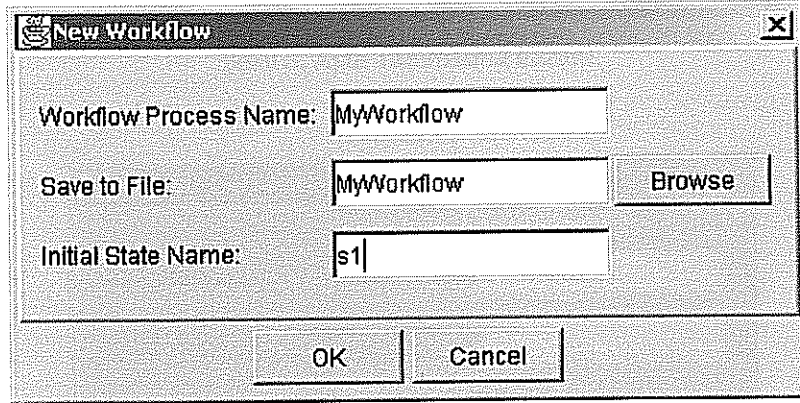 New Workflow
Workflow Process Name: MyWorkflow
Save to File: MyWorkflow Browse
Initial State Name: s1
OK Cancel